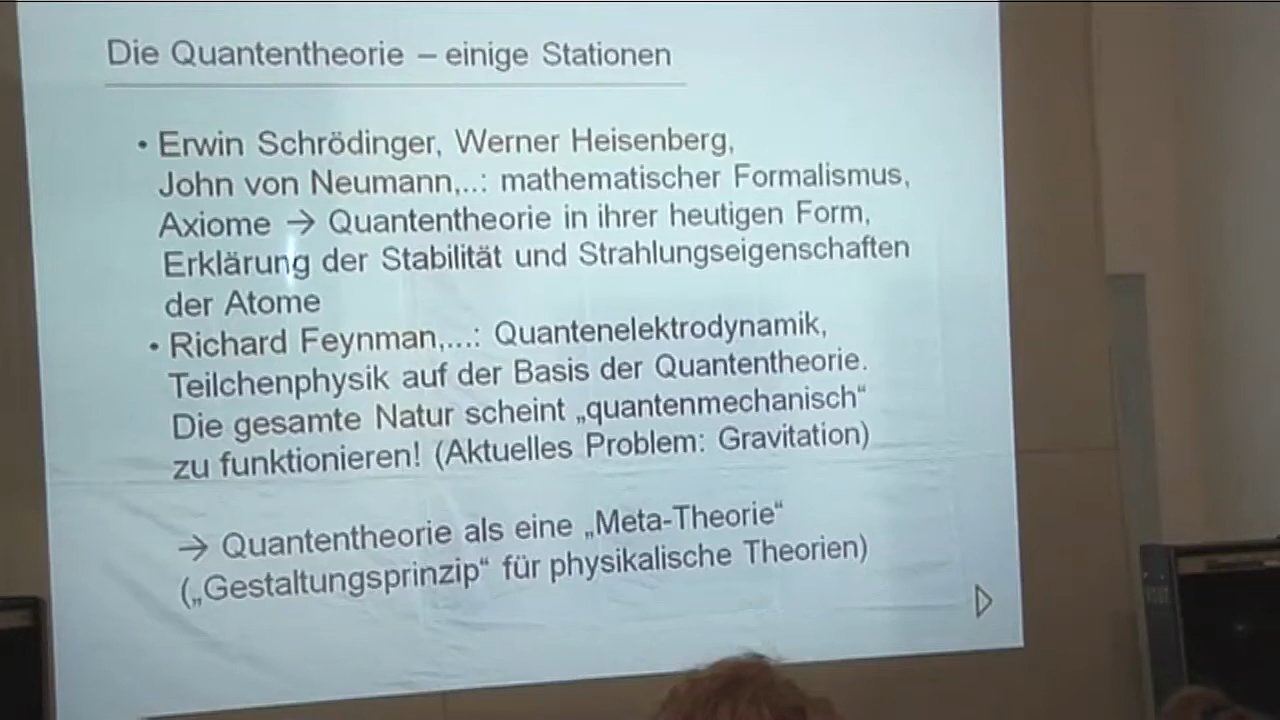 Die Quantentheorie – einige Stationen
• Erwin Schrödinger, Werner Heisenberg,
John von Neumann,..: mathematischer Formalismus,
Axiome → Quantentheorie in ihrer heutigen Form,
Erklärung der Stabilität und Strahlungseigenschaften
der Atome
• Richard Feynman,...: Quantenelektrodynamik,
Teilchenphysik auf der Basis der Quantentheorie.
Die gesamte Natur scheint „quantenmechanisch“
zu funktionieren! (Aktuelles Problem: Gravitation)
→ Quantentheorie als eine „Meta-Theorie“
(„Gestaltungsprinzip“ für physikalische Theorien)